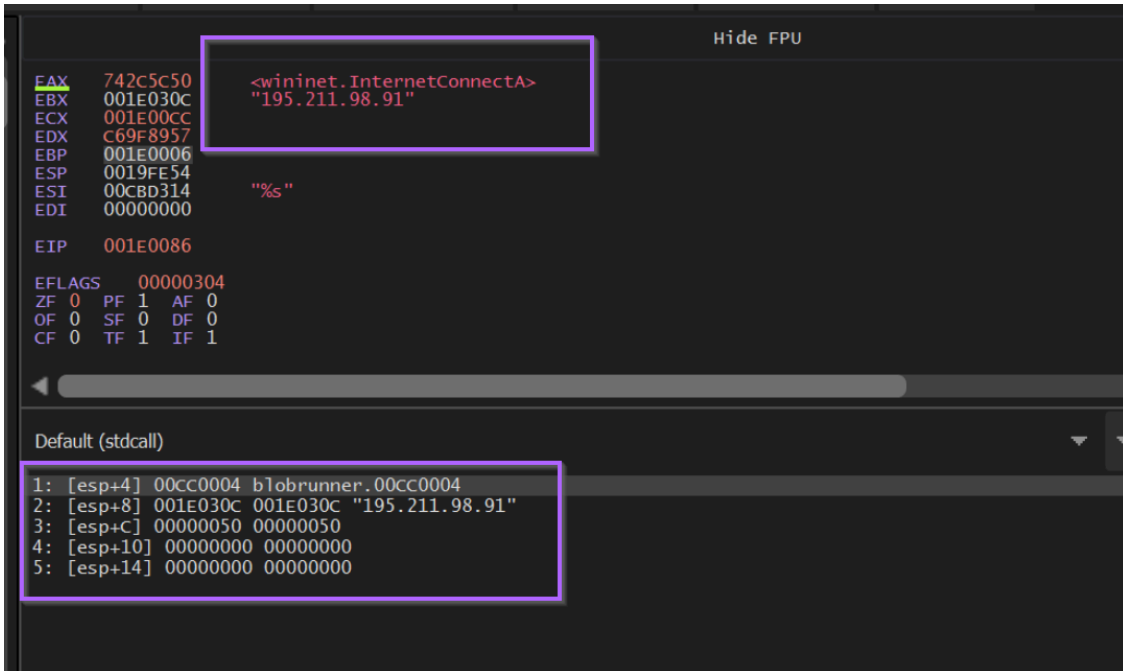 Hide FPU
EAX 742C5C50 <wininet.InternetConnectA>
EBX 001E030C "195.211.98.91"
ECX 001E00CC
EDX C69F8957
EBP 001E0006
ESP 0019FE54
ESI 00CBD314 "%s"
EDI 00000000
EIP 001E0086
EFLAGS 00000304
ZF 0 PF 1 AF 0
OF 0 SF 0 DF 0
CF 0 TF 1 IF 1
Default (stdcall)
1: [esp+4] 00CC0004 blobrunner.00CC0004
2: [esp+8] 001E030C 001E030C "195.211.98.91"
3: [esp+C] 00000050 00000050
4: [esp+10] 00000000 00000000
5: [esp+14] 00000000 00000000